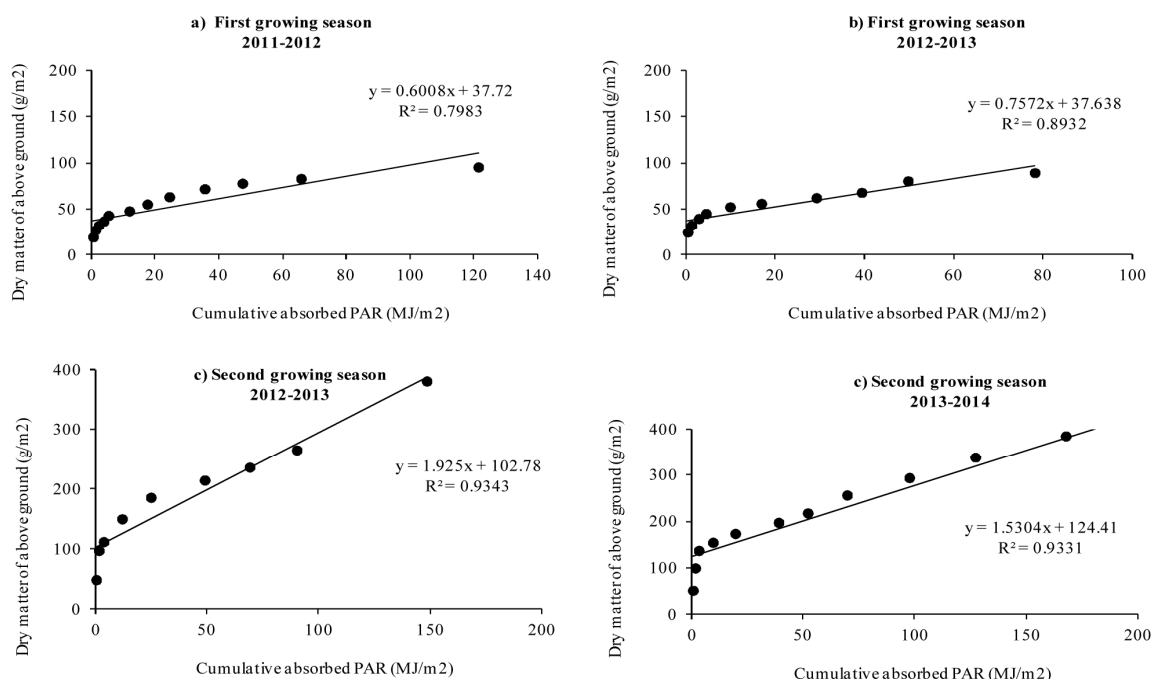 a) First growing season
2011-2012
Dry matter of above ground (g/m2)
200
150
100
50
0
y = 0.6008x + 37.72
R² = 0.7983
0 20 40 60 80 100 120 140
Cumulative absorbed PAR (MJ/m2)
b) First growing season
2012-2013
Dry matter of above ground (g/m2)
200
150
100
50
0
y = 0.7572x + 37.638
R² = 0.8932
0 20 40 60 80 100
Cumulative absorbed PAR (MJ/m2)
c) Second growing season
2012-2013
Dry matter of above ground (g/m2)
400
300
200
100
0
y = 1.925x + 102.78
R² = 0.9343
0 50 100 150 200
Cumulative absorbed PAR (MJ/m2)
c) Second growing season
2013-2014
Dry matter of above ground (g/m2)
400
300
200
100
0
y = 1.5304x + 124.41
R² = 0.9331
0 50 100 150 200
Cumulative absorbed PAR (MJ/m2)